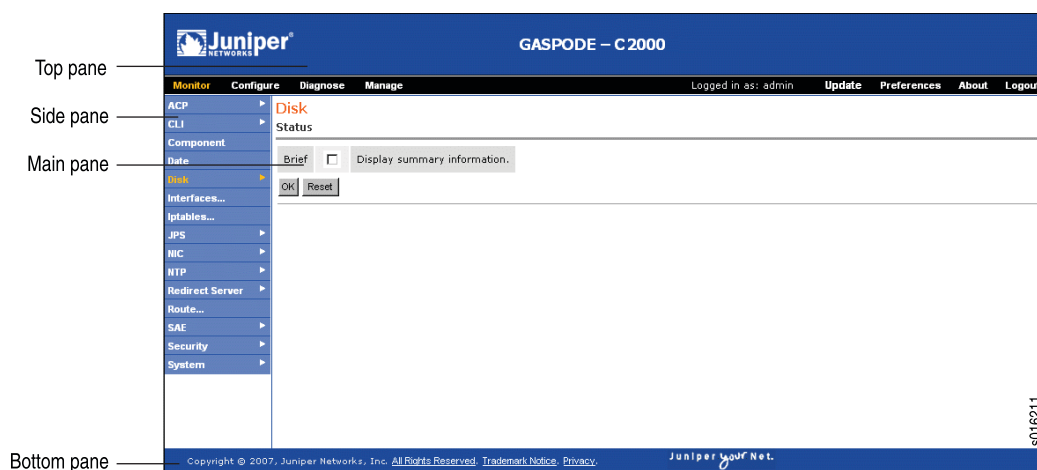 Juniper®
NETWORKS
GASPODE – C2000
Top pane
Monitor Configure Diagnose Manage Logged in as: admin Update Preferences About Logout
Side pane
ACP
CLI
Component
Date
Disk
Interfaces...
Iptables...
JPS
NIC
NTP
Redirect Server
Route...
SAE
Security
System
Disk
Status
Main pane
Brief Display summary information.
OK Reset
s016211
Bottom pane
Copyright © 2007, Juniper Networks, Inc. All Rights Reserved. Trademark Notice. Privacy.
Juniper your Net.